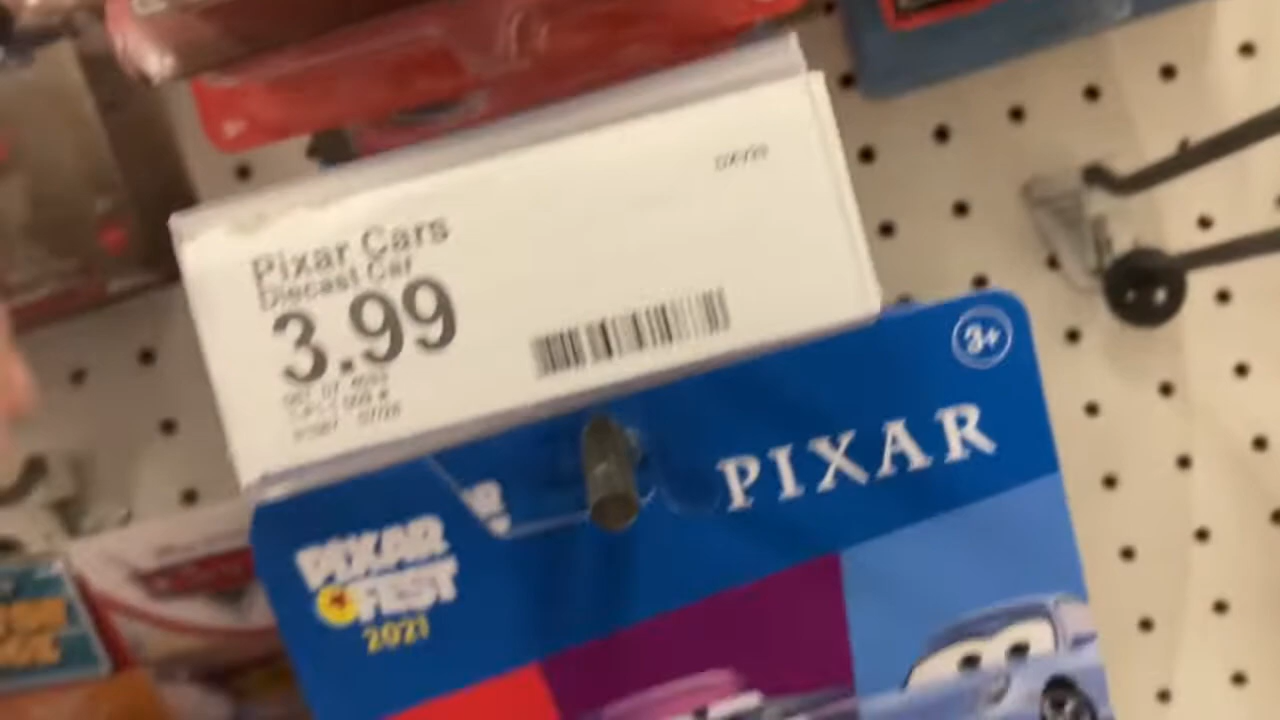 Pixar Cars
Diecast Car
3.99
3+
PIXAR
PIXAR
FEST
2021